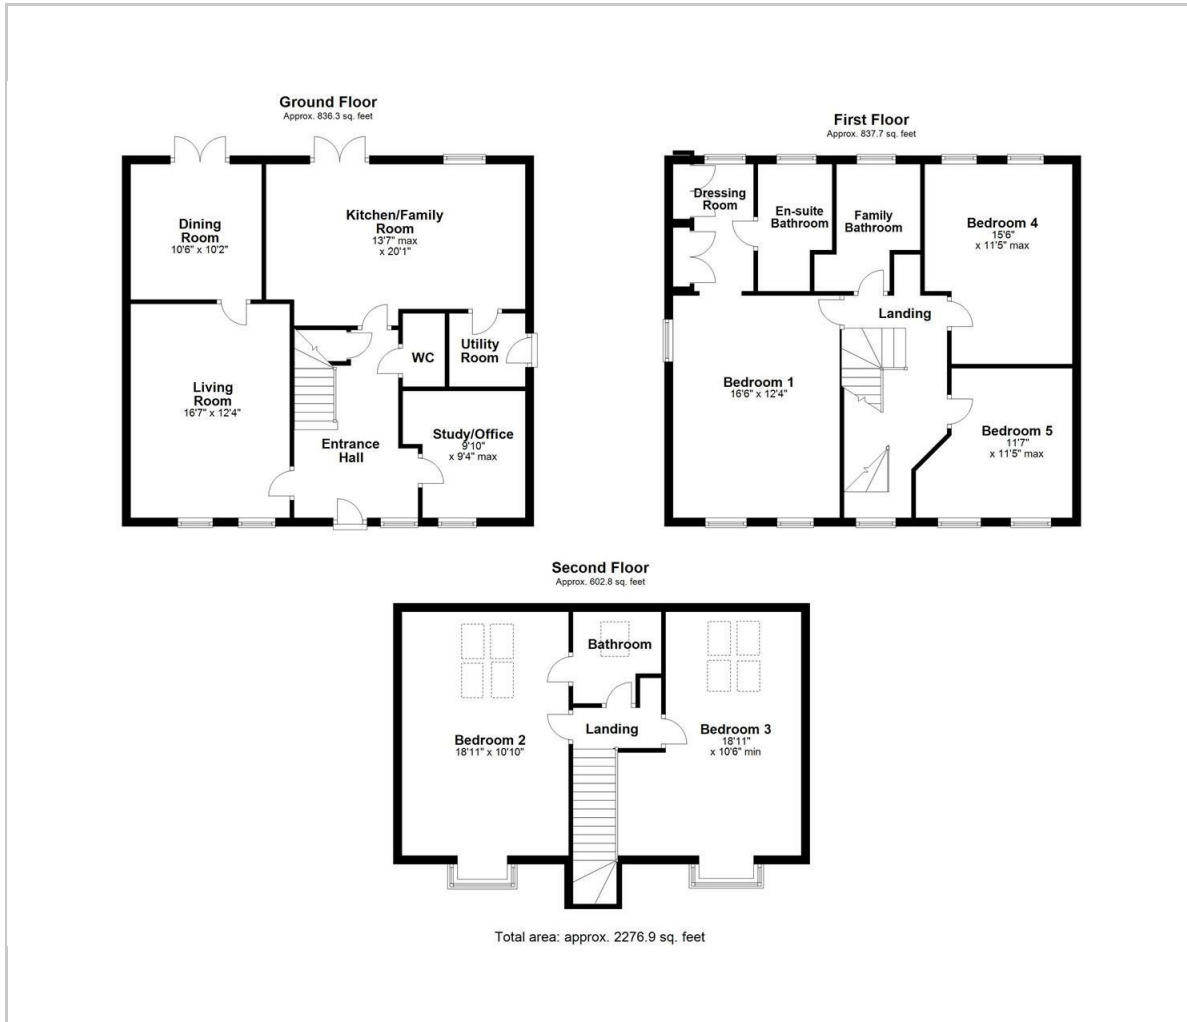 Ground Floor
Approx. 836.3 sq. feet
Dining
Room
10'6" x 10'2"
Kitchen/Family
Room
13'7" max
x 20'1"
Living
Room
16'7" x 12'4"
WC
Utility
Room
Entrance
Hall
Study/Office
9'10"
x 9'4" max
First Floor
Approx. 837.7 sq. feet
Dressing
Room
En-suite
Bathroom
Family
Bathroom
Bedroom 4
15'6"
x 11'5" max
Landing
Bedroom 1
16'6" x 12'4"
Bedroom 5
11'7"
x 11'5" max
Second Floor
Approx. 602.8 sq. feet
Bathroom
Landing
Bedroom 2
18'11" x 10'10"
Bedroom 3
18'11"
x 10'6" min
Total area: approx. 2276.9 sq. feet